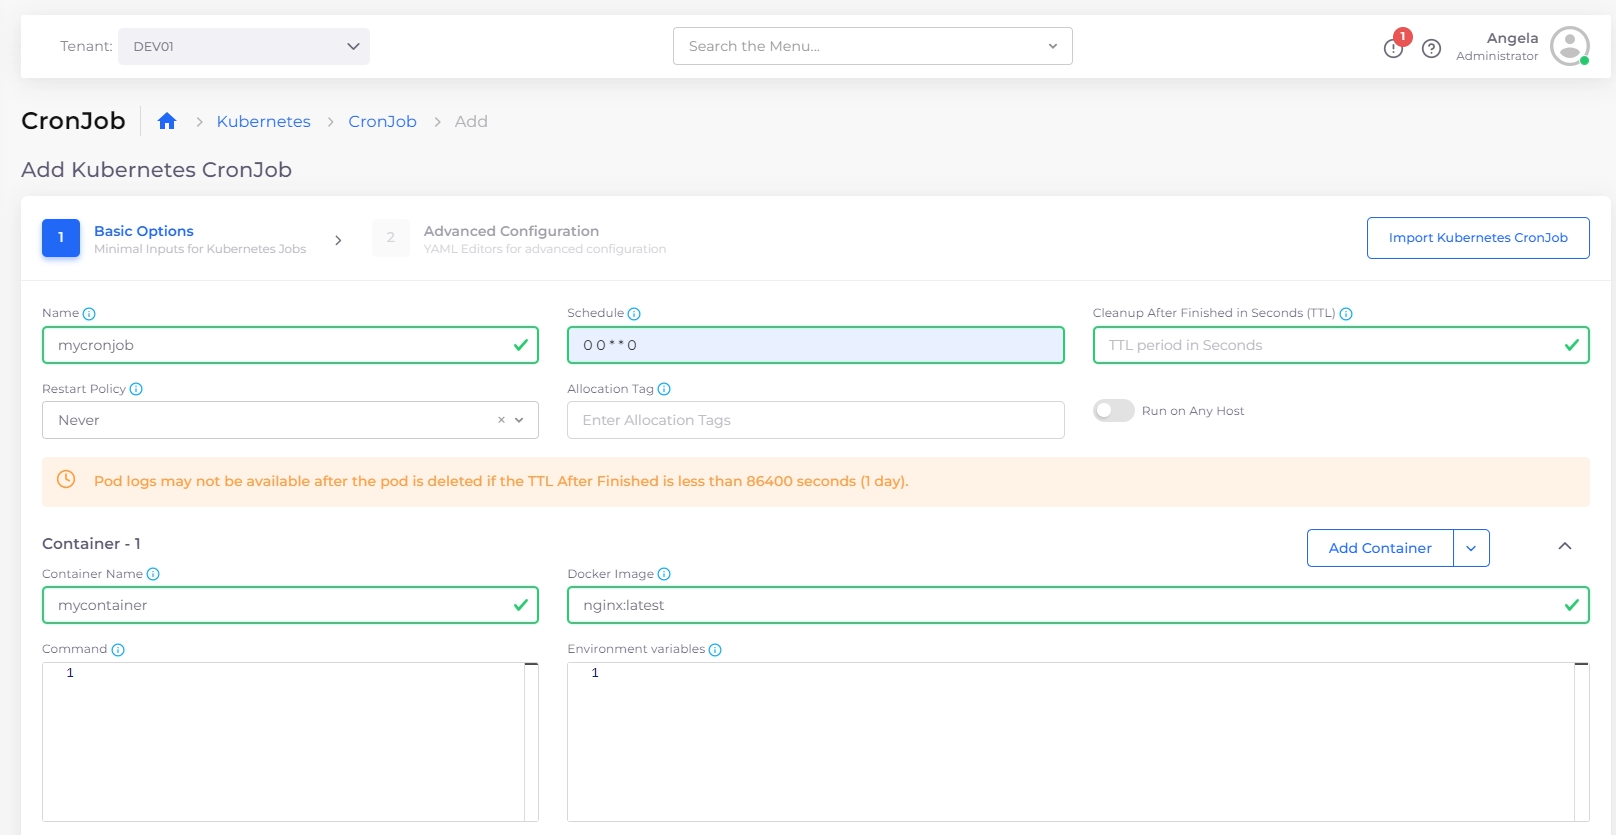 Tenant: DEV01 Search the Menu... 1 Angela
Administrator
CronJob > Kubernetes > CronJob > Add
Add Kubernetes CronJob
1 Basic Options 2 Advanced Configuration Import Kubernetes CronJob
Minimal Inputs for Kubernetes Jobs YAML Editors for advanced configuration
Name Schedule Cleanup After Finished in Seconds (TTL)
mycronjob 0 0 * * 0 TTL period in Seconds
Restart Policy Allocation Tag
Never × Enter Allocation Tags Run on Any Host
Pod logs may not be available after the pod is deleted if the TTL After Finished is less than 86400 seconds (1 day).
Container - 1 Add Container
Container Name Docker Image
mycontainer nginx:latest
Command Environment variables
1 1